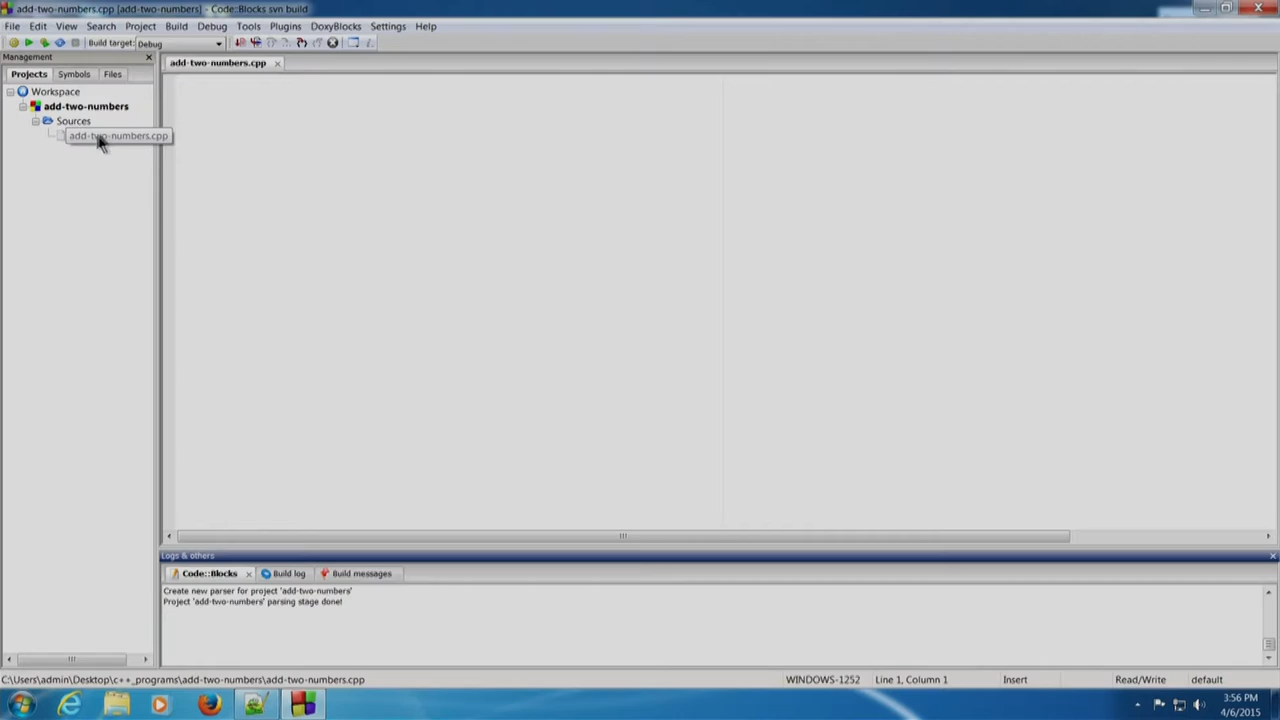 add-two-numbers.cpp [add-two-numbers] - Code::Blocks svn build
File Edit View Search Project Build Debug Tools Plugins DoxyBlocks Settings Help
Build target: Debug
Management
Projects Symbols Files
Workspace
add-two-numbers
Sources
add-two-numbers.cpp
add-two-numbers.cpp
Logs & others
Code::Blocks Build log Build messages
Create new parser for project 'add-two-numbers'
Project 'add-two-numbers' parsing stage done!
C:\Users\admin\Desktop\c++_programs\add-two-numbers\add-two-numbers.cpp WINDOWS-1252 Line 1, Column 1 Insert Read/Write default
3:56 PM
4/6/2015